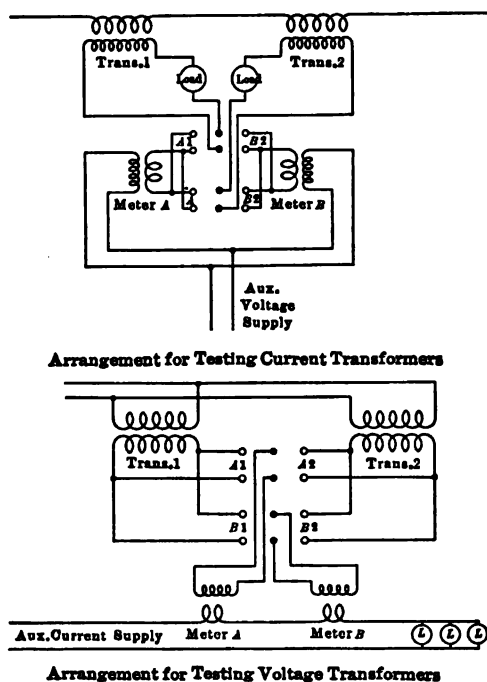 Trans.1
Trans.2
Load
Load
A1
B2
Meter A
B2
Meter B
Aux.
Voltage
Supply
Arrangement for Testing Current Transformers
Trans.1
A1
A2
Trans.2
B1
B2
Aux.Current Supply
Meter A
Meter B
L L L
Arrangement for Testing Voltage Transformers